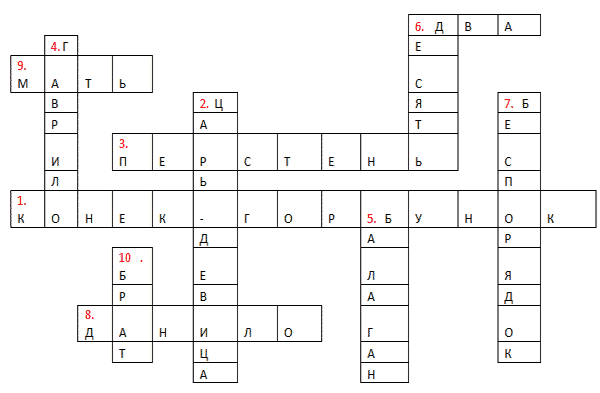 6. Д В А
4. Г Е
9.
М А Т Ь С
В 2. Ц Я 7. Б
Р А Т Е
3.
И П Е Р С Т Е Н Ь С
Л Ь П
1.
К О Н Е К - Г О Р 5. Б У Н О К
Д А Р
10 .
Б Е Л Я
Р В А Д
8.
Д А Н И Л О Г О
Т Ц А К
А Н